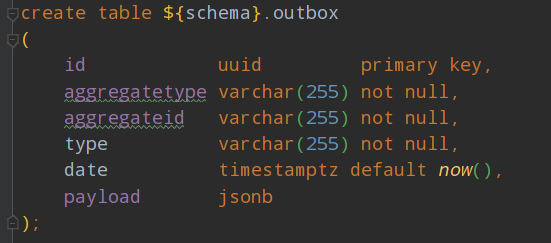 create table ${schema}.outbox
(
id uuid primary key,
aggregatetype varchar(255) not null,
aggregateid varchar(255) not null,
type varchar(255) not null,
date timestamptz default now(),
payload jsonb
);